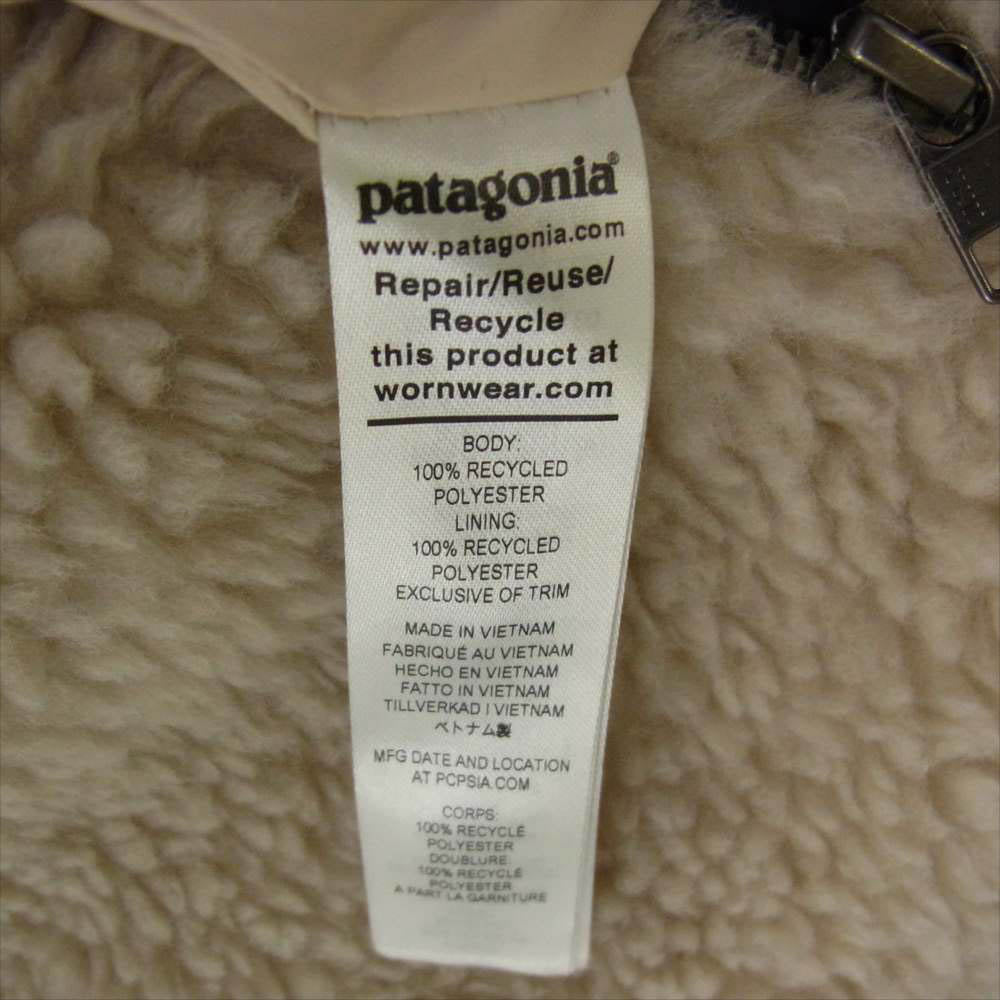 patagonia®
www.patagonia.com
Repair/Reuse/
Recycle
this product at
wornwear.com
BODY:
100% RECYCLED
POLYESTER
LINING:
100% RECYCLED
POLYESTER
EXCLUSIVE OF TRIM
MADE IN VIETNAM
FABRIQUÉ AU VIETNAM
HECHO EN VIETNAM
FATTO IN VIETNAM
TILLVERKAD I VIETNAM
ベトナム製
MFG DATE AND LOCATION
AT PCPSIA.COM
CORPS:
100% RECYCLÉ
POLYESTER
DOUBLURE:
100% RECYCLÉ
POLYESTER
A PART LA GARNITURE